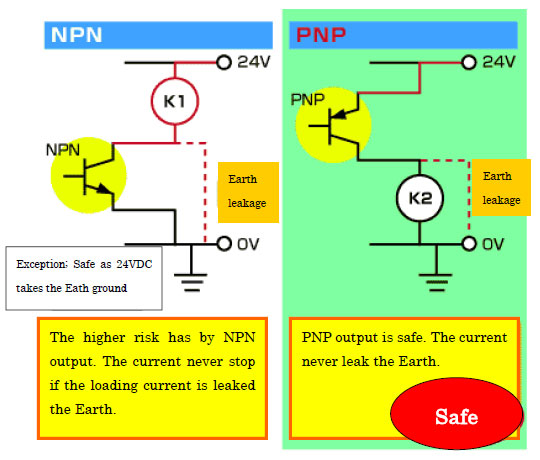 NPN
24V
K1
NPN
Earth
leakage
0V
Exception; Safe as 24VDC
takes the Eath ground
The higher risk has by NPN
output. The current never stop
if the loading current is leaked
the Earth.
PNP
24V
PNP
Earth
leakage
K2
0V
PNP output is safe. The current
never leak the Earth.
Safe